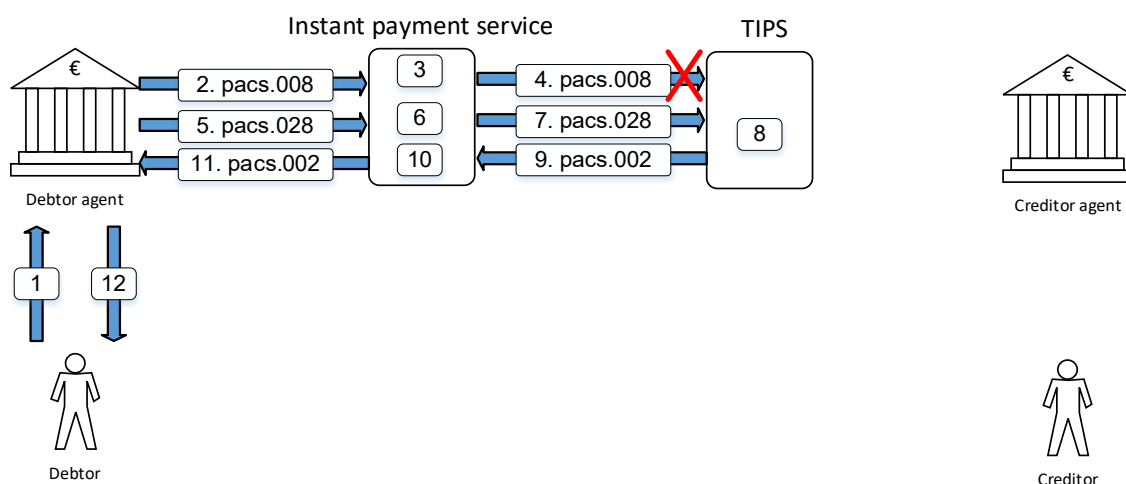 Instant payment service
TIPS
€
€
3
2. pacs.008
4. pacs.008
6
5. pacs.028
7. pacs.028
8
10
11. pacs.002
9. pacs.002
Debtor agent
Creditor agent
1
12
Debtor
Creditor